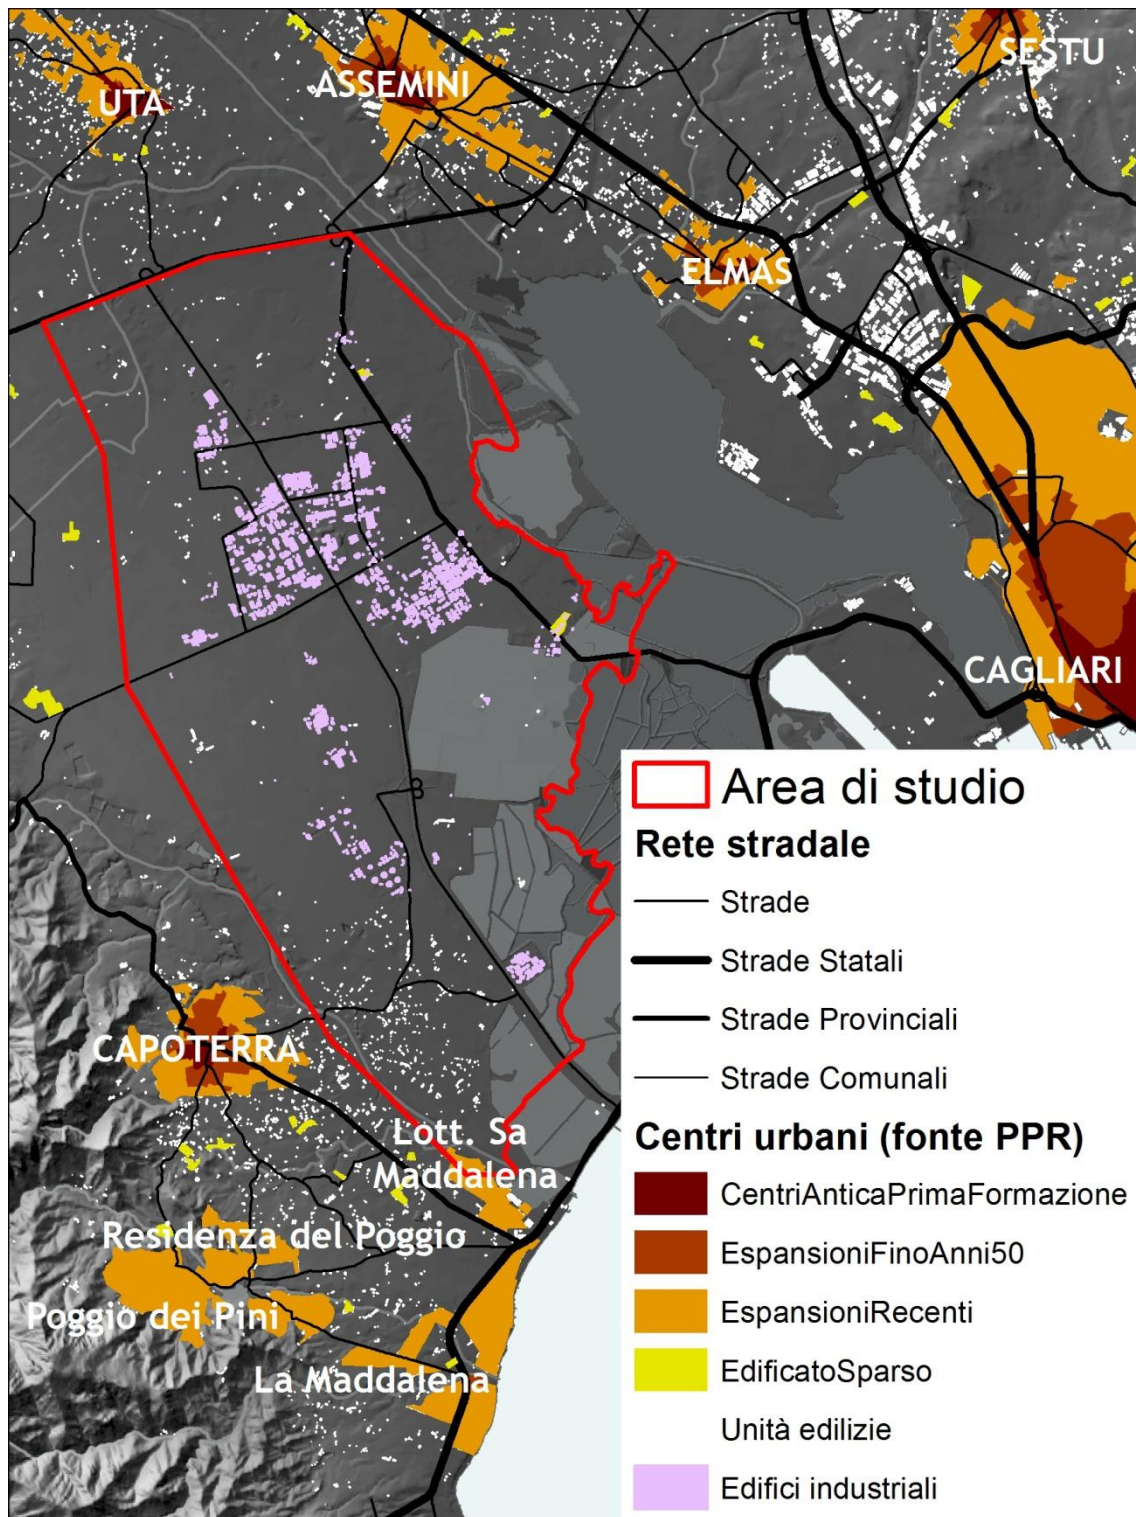 SESTU
ASSEMINI
UTA
ELMAS
CAGLIARI
CAPOTERRA
Lott. Sa
Maddalena
Residenza del Poggio
Poggio dei Pini
La Maddalena
Area di studio
Rete stradale
Strade
Strade Statali
Strade Provinciali
Strade Comunali
Centri urbani (fonte PPR)
CentriAnticaPrimaFormazione
EspansioniFinoAnni50
EspansioniRecenti
EdificatoSparso
Unità edilizie
Edifici industriali